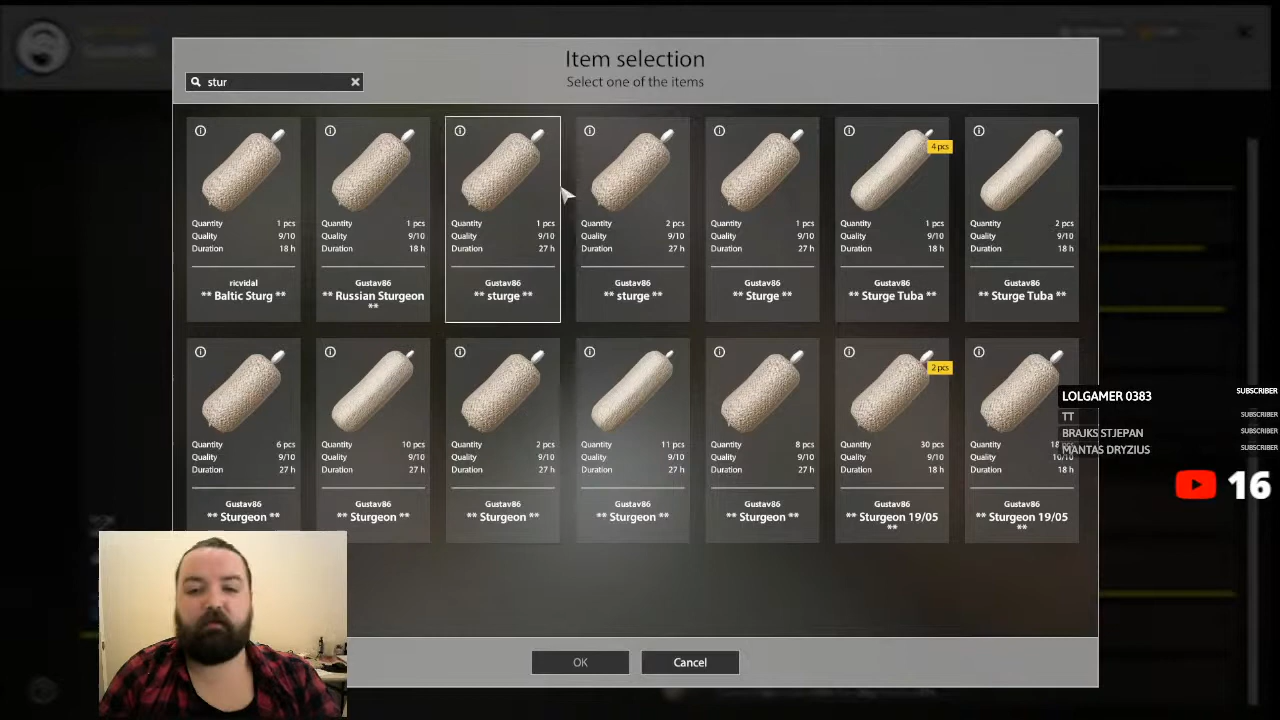 Item selection
Select one of the items
stur
Quantity 1 pcs
Quality 9/10
Duration 18 h
ricvidal
** Baltic Sturg **
Quantity 1 pcs
Quality 9/10
Duration 18 h
Gustav86
** Russian Sturgeon
**
Quantity 1 pcs
Quality 9/10
Duration 27 h
Gustav86
** sturge **
Quantity 2 pcs
Quality 9/10
Duration 27 h
Gustav86
** sturge **
Quantity 1 pcs
Quality 9/10
Duration 27 h
Gustav86
** Sturge **
4 pcs
Quantity 1 pcs
Quality 9/10
Duration 18 h
Gustav86
** Sturge Tuba **
Quantity 2 pcs
Quality 9/10
Duration 18 h
Gustav86
** Sturge Tuba **
Quantity 6 pcs
Quality 9/10
Duration 27 h
Gustav86
** Sturgeon **
Quantity 10 pcs
Quality 9/10
Duration 27 h
Gustav86
** Sturgeon **
Quantity 2 pcs
Quality 9/10
Duration 27 h
Gustav86
** Sturgeon **
Quantity 11 pcs
Quality 9/10
Duration 27 h
Gustav86
** Sturgeon **
Quantity 8 pcs
Quality 9/10
Duration 27 h
Gustav86
** Sturgeon **
2 pcs
Quantity 30 pcs
Quality 9/10
Duration 18 h
Gustav86
** Sturgeon 19/05
**
Quantity
Quality 10/10
Duration 18 h
Gustav86
** Sturgeon 19/05
**
LOLGAMER 0383 SUBSCRIBER
TT SUBSCRIBER
BRAJKS STJEPAN SUBSCRIBER
MANTAS DRYZIUS SUBSCRIBER
16
OK
Cancel